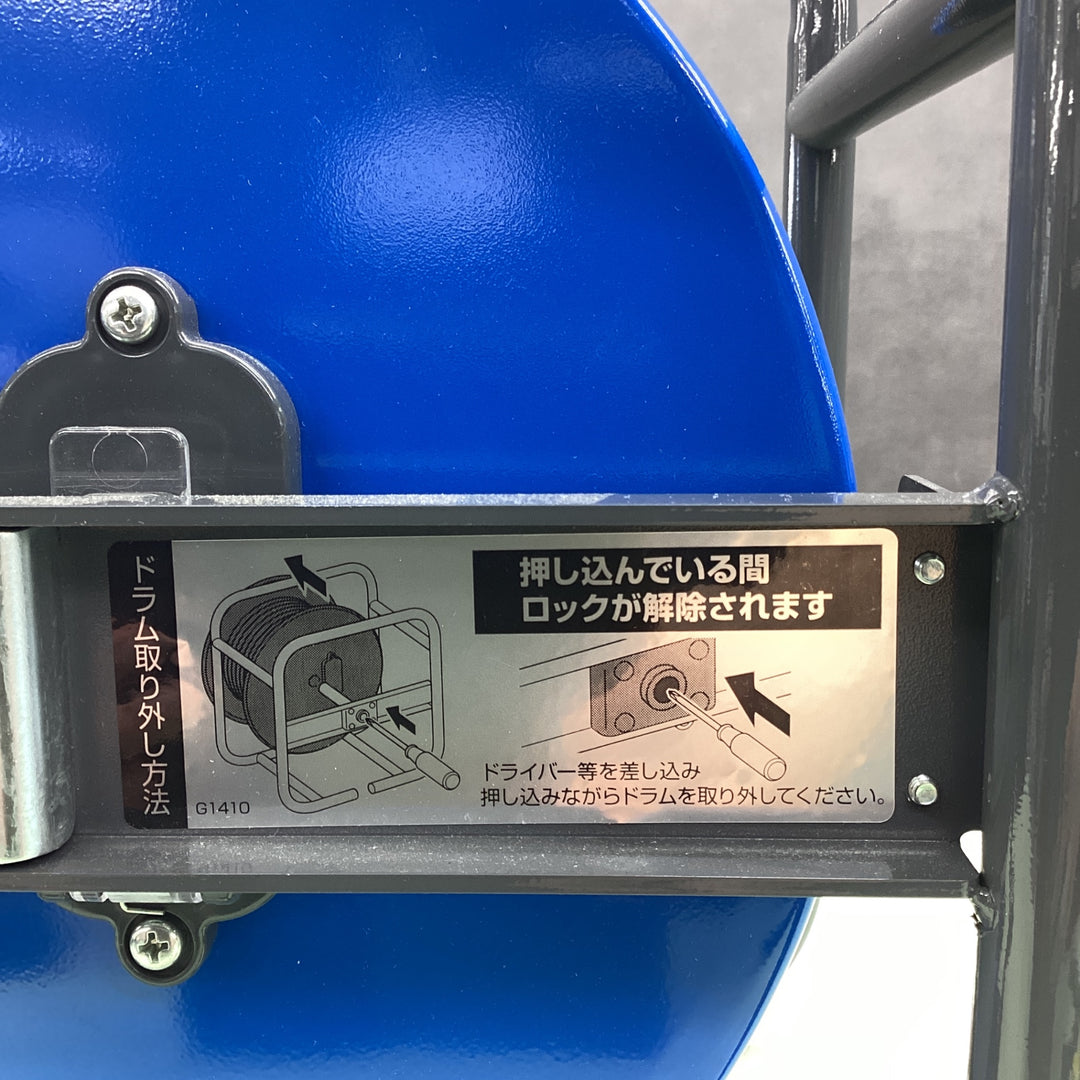 ドラム取り外し方法
押し込んでいる間
ロックが解除されます
ドライバー等を差し込み
押し込みながらドラムを取り外してください。
G1410